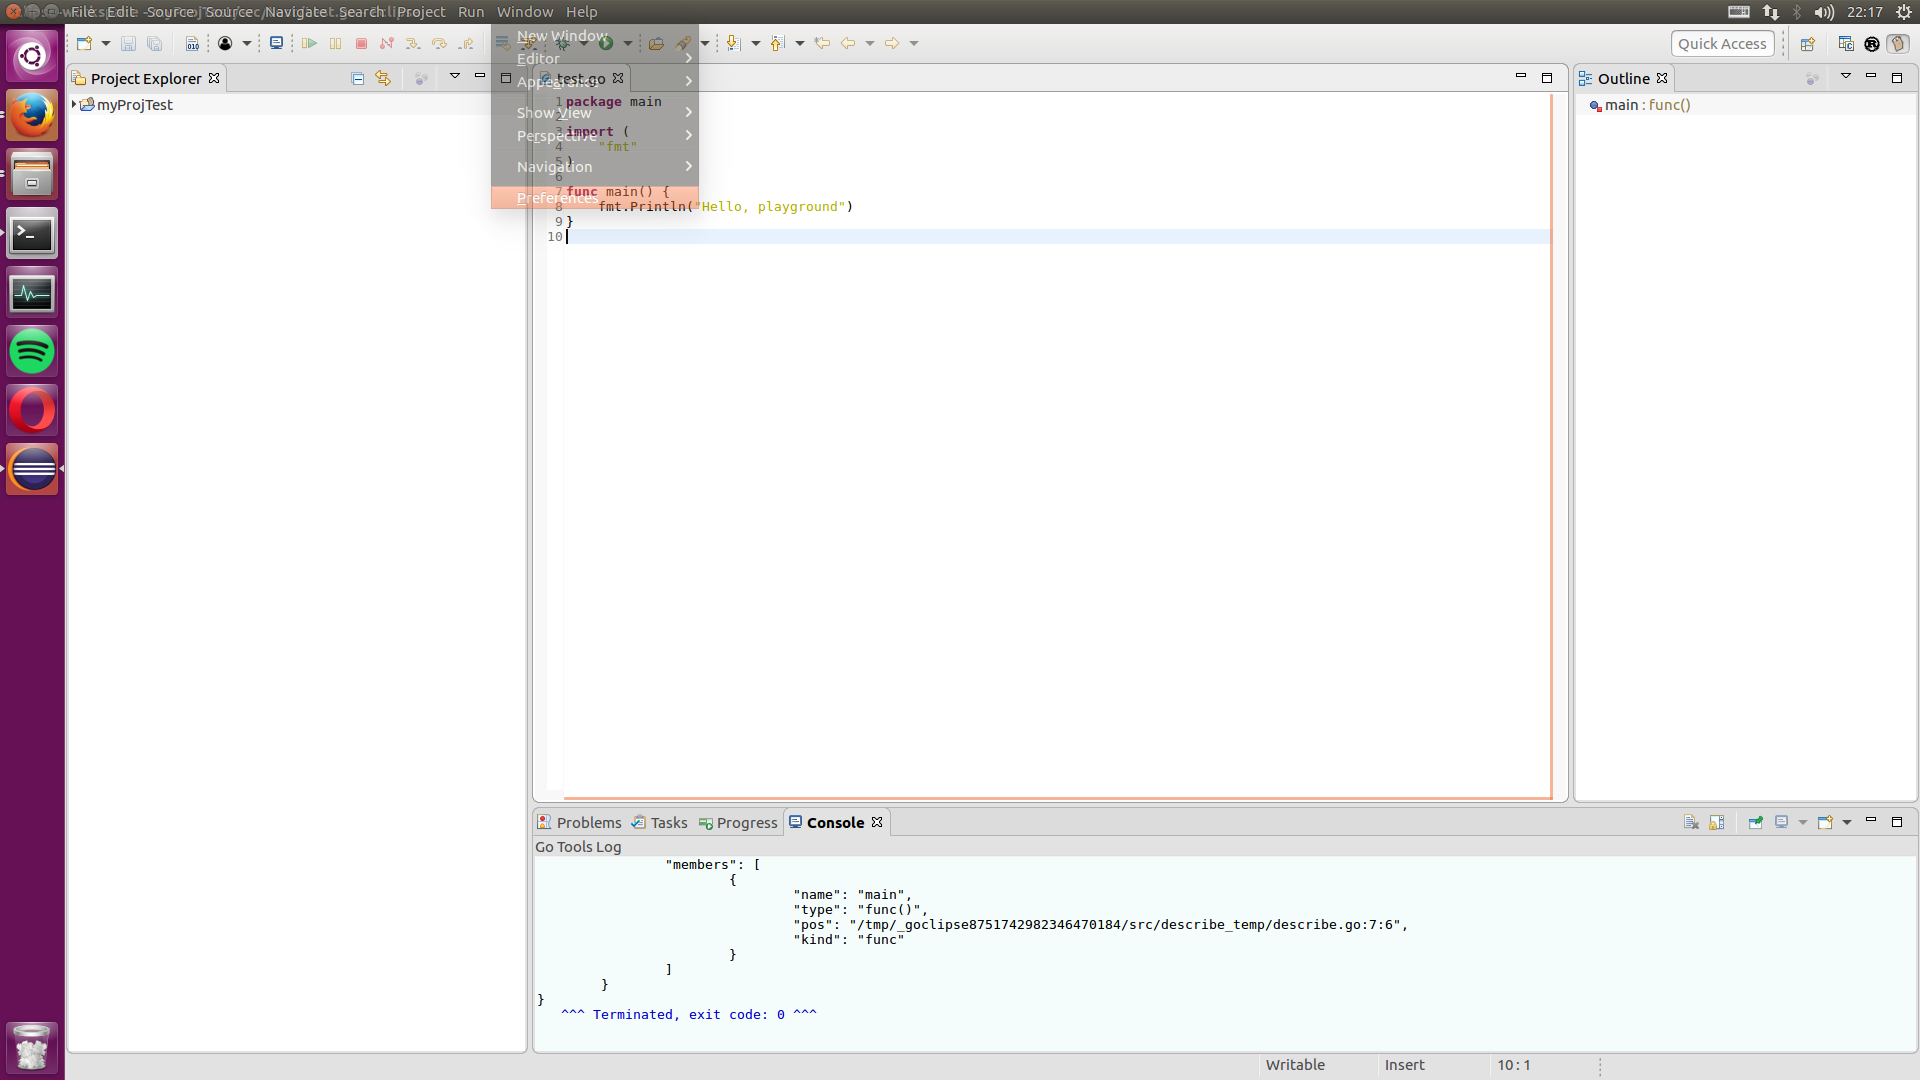 File Edit Source Source Navigate Search Project Run Window Help
22:17
Quick Access
New Window
Editor
Appearance
Show View
Perspective
Navigation
Preferences
Project Explorer
myProjTest
test.go
1 package main
2
3 import (
4 "fmt"
5 )
6
7 func main() {
8 fmt.Println("Hello, playground")
9 }
10
Outline
main : func()
Problems Tasks Progress Console
Go Tools Log
"members": [
{
"name": "main",
"type": "func()",
"pos": "/tmp/_goclipse8751742982346470184/src/describe_temp/describe.go:7:6",
"kind": "func"
}
]
}
}
^^^ Terminated, exit code: 0 ^^^
Writable Insert 10 : 1